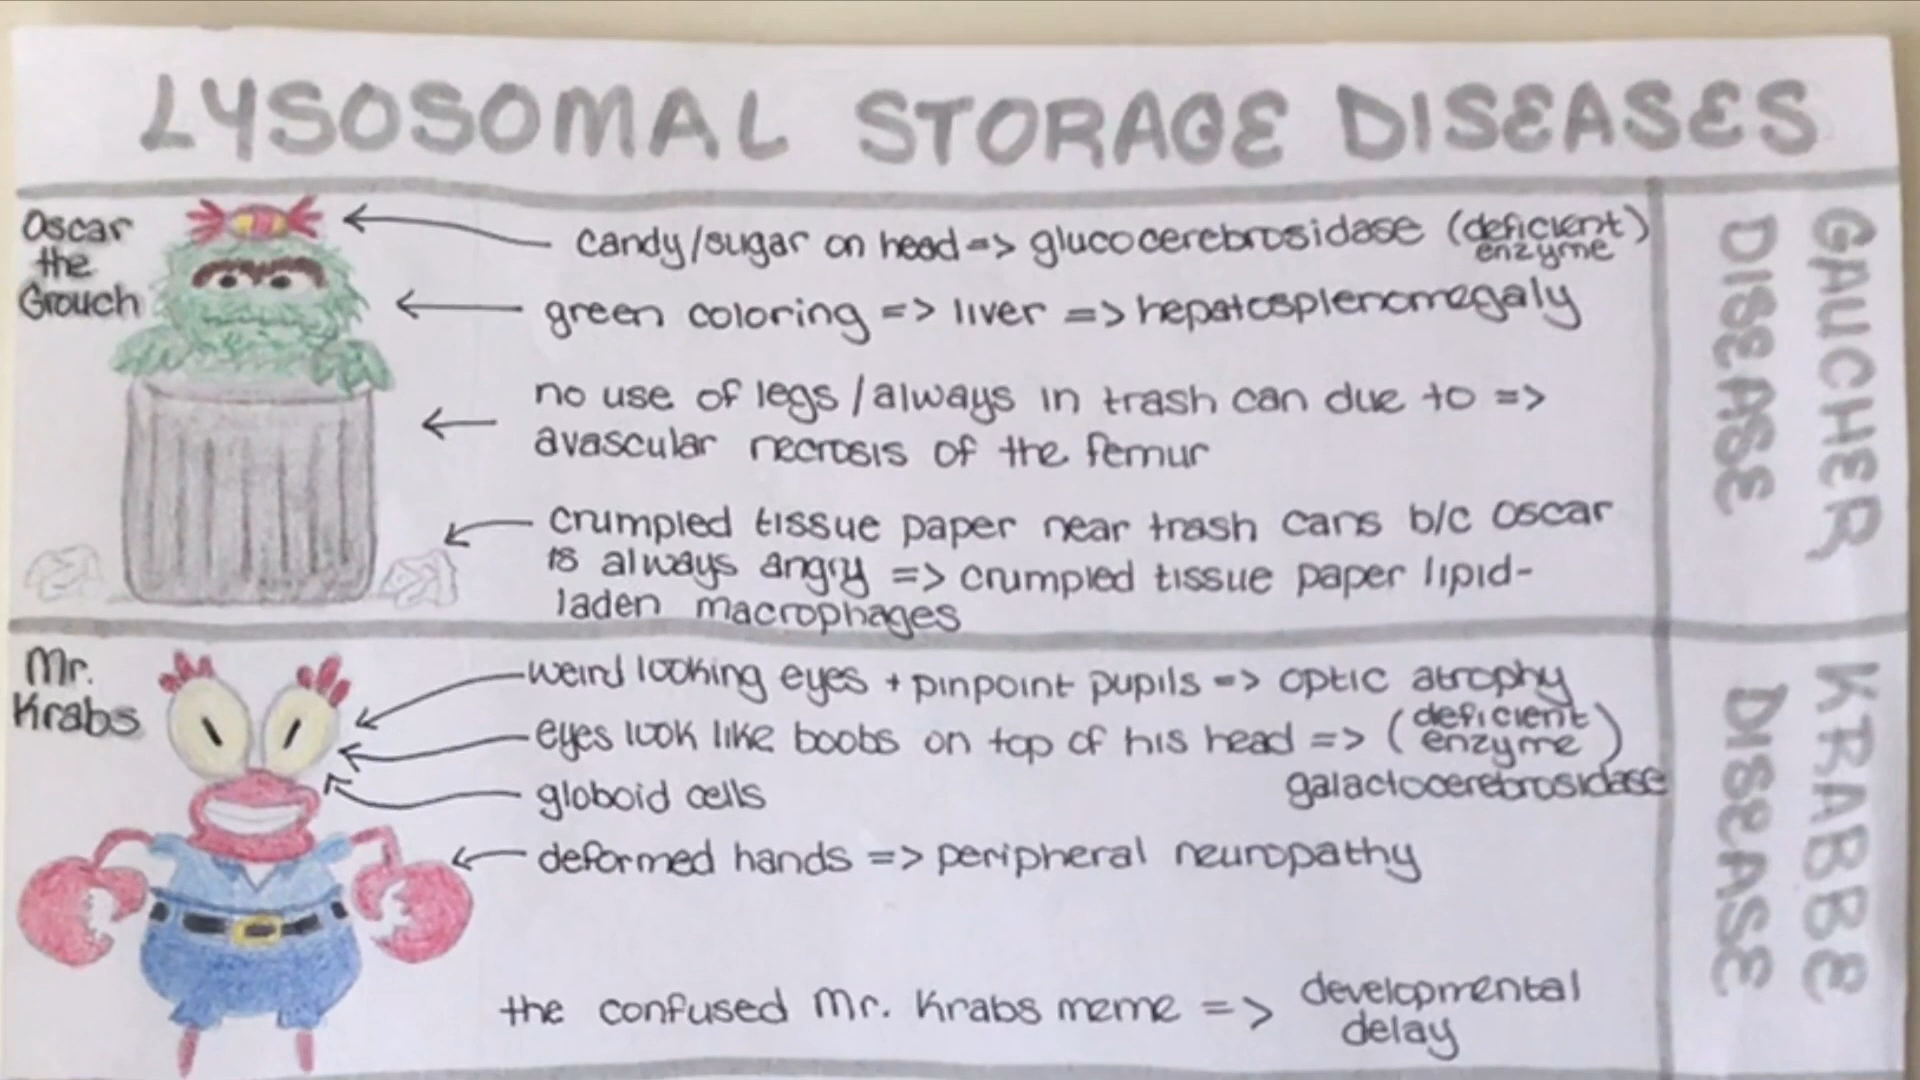 LYSOSOMAL STORAGE DISEASES
Oscar
the
Grouch
candy/sugar on head => glucocerebrosidase (deficient)
enzyme
green coloring => liver => hepatosplenomegaly
no use of legs / always in trash can due to =>
avascular necrosis of the femur
crumpled tissue paper near trash cans b/c oscar
is always angry => crumpled tissue paper lipid-
laden macrophages
GAUCHER
DISEASE
Mr.
Krabs
weird looking eyes + pinpoint pupils => optic atrophy
eyes look like boobs on top of his head => (deficient
enzyme)
galactocerebrosidase
globoid cells
deformed hands => peripheral neuropathy
the confused Mr. Krabs meme => developmental
delay
KRABBE
DISEASE